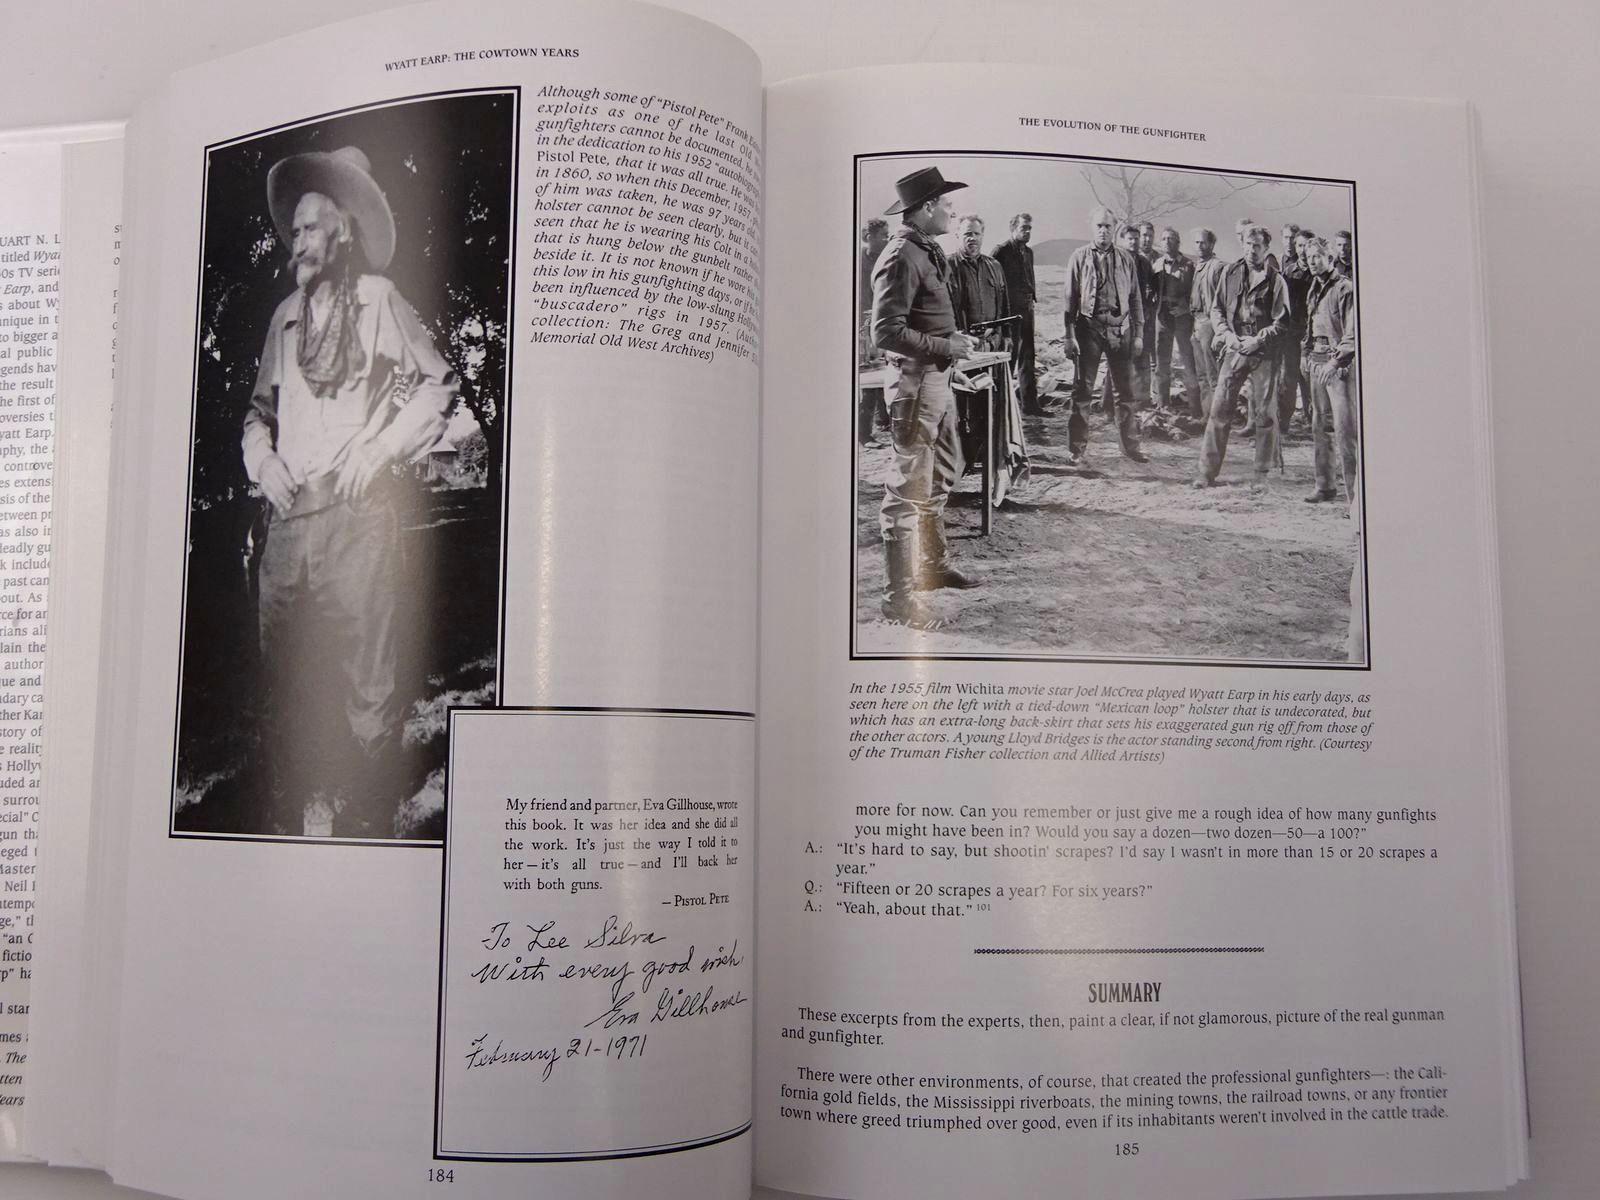 WYATT EARP: THE COWTOWN YEARS
Although some of "Pistol Pete" Frank
exploits as one of the last Old
gunfighters cannot be documented, he
in the dedication to his 1952 "autobiography
Pistol Pete, that it was all true. He was
in 1860, so when this December, 1957,
of him was taken, he was 97 years old.
holster cannot be seen clearly, but it can
seen that he is wearing his Colt in a
that is hung below the gunbelt rather
beside it. It is not known if he wore his
this low in his gunfighting days, or if he
been influenced by the low-slung Hollywood
"buscadero" rigs in 1957. (Author's
collection: The Greg and Jennifer
Memorial Old West Archives)
My friend and partner, Eva Gillhouse, wrote
this book. It was her idea and she did all
the work. It's just the way I told it to
her—it's all true—and I'll back her
with both guns.
— PISTOL PETE
To Lee Silva
With every good wish,
Eva Gillhouse
February 21-1971
184
THE EVOLUTION OF THE GUNFIGHTER
In the 1955 film Wichita movie star Joel McCrea played Wyatt Earp in his early days, as
seen here on the left with a tied-down "Mexican loop" holster that is undecorated, but
which has an extra-long back-skirt that sets his exaggerated gun rig off from those of
the other actors. A young Lloyd Bridges is the actor standing second from right. (Courtesy
of the Truman Fisher collection and Allied Artists)
more for now. Can you remember or just give me a rough idea of how many gunfights
you might have been in? Would you say a dozen—two dozen—50—a 100?"
A.: "It's hard to say, but shootin' scrapes? I'd say I wasn't in more than 15 or 20 scrapes a
year."
Q.: "Fifteen or 20 scrapes a year? For six years?"
A.: "Yeah, about that." 101
SUMMARY
These excerpts from the experts, then, paint a clear, if not glamorous, picture of the real gunman
and gunfighter.
There were other environments, of course, that created the professional gunfighters—: the Cali-
fornia gold fields, the Mississippi riverboats, the mining towns, the railroad towns, or any frontier
town where greed triumphed over good, even if its inhabitants weren't involved in the cattle trade.
185